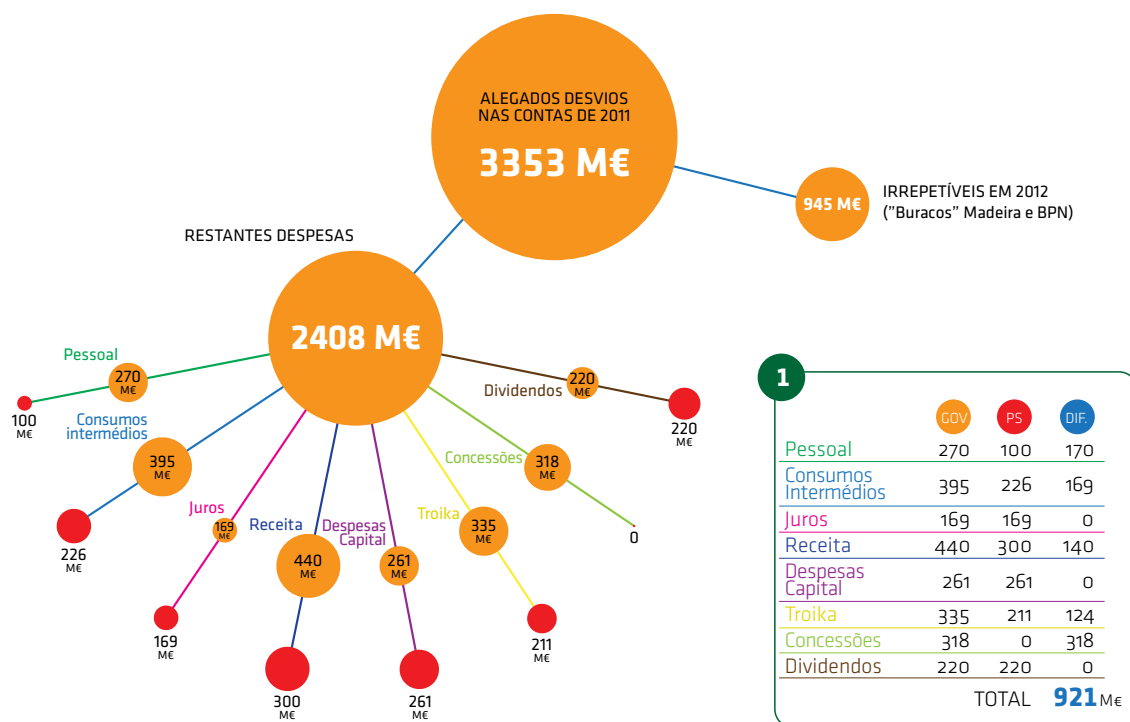 ALEGADOS DESVIOS
NAS CONTAS DE 2011
3353 M€
945 M€
IRREPETÍVEIS EM 2012
("Buracos" Madeira e BPN)
RESTANTES DESPESAS
2408 M€
Pessoal
270
M€
100
M€
Consumos
intermédios
395
M€
226
M€
Juros
169
M€
169
M€
Receita
440
M€
300
M€
Despesas
Capital
261
M€
261
M€
Troika
335
M€
211
M€
Concessões
318
M€
0
Dividendos
220
M€
220
M€
1
GOV PS DIF.
Pessoal 270 100 170
Consumos
Intermédios 395 226 169
Juros 169 169 0
Receita 440 300 140
Despesas
Capital 261 261 0
Troika 335 211 124
Concessões 318 0 318
Dividendos 220 220 0
TOTAL 921 M€